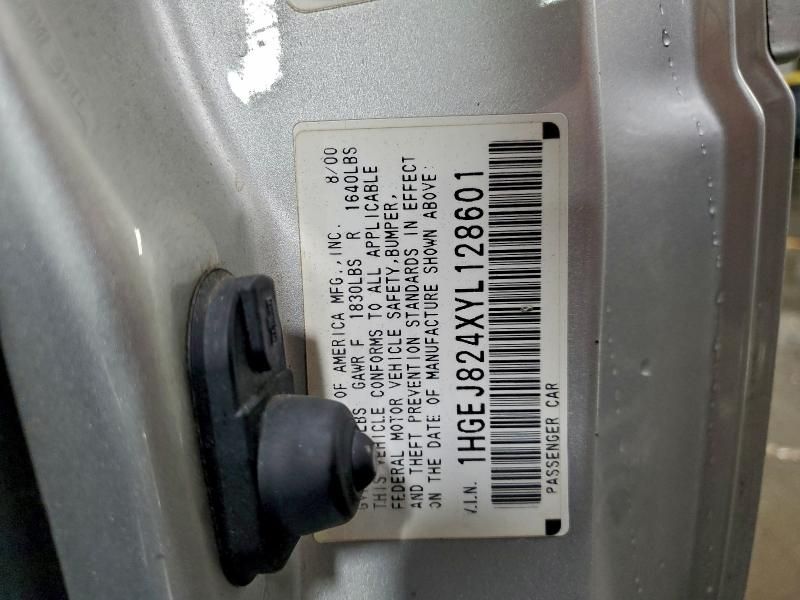 OF AMERICA MFG.,INC. 8/00
LBS GAWR F 1830LBS R 1640LBS
THIS VEHICLE CONFORMS TO ALL APPLICABLE
FEDERAL MOTOR VEHICLE SAFETY,BUMPER,
AND THEFT PREVENTION STANDARDS IN EFFECT
ON THE DATE OF MANUFACTURE SHOWN ABOVE.
V.I.N. 1HGEJ824XYL128601
PASSENGER CAR